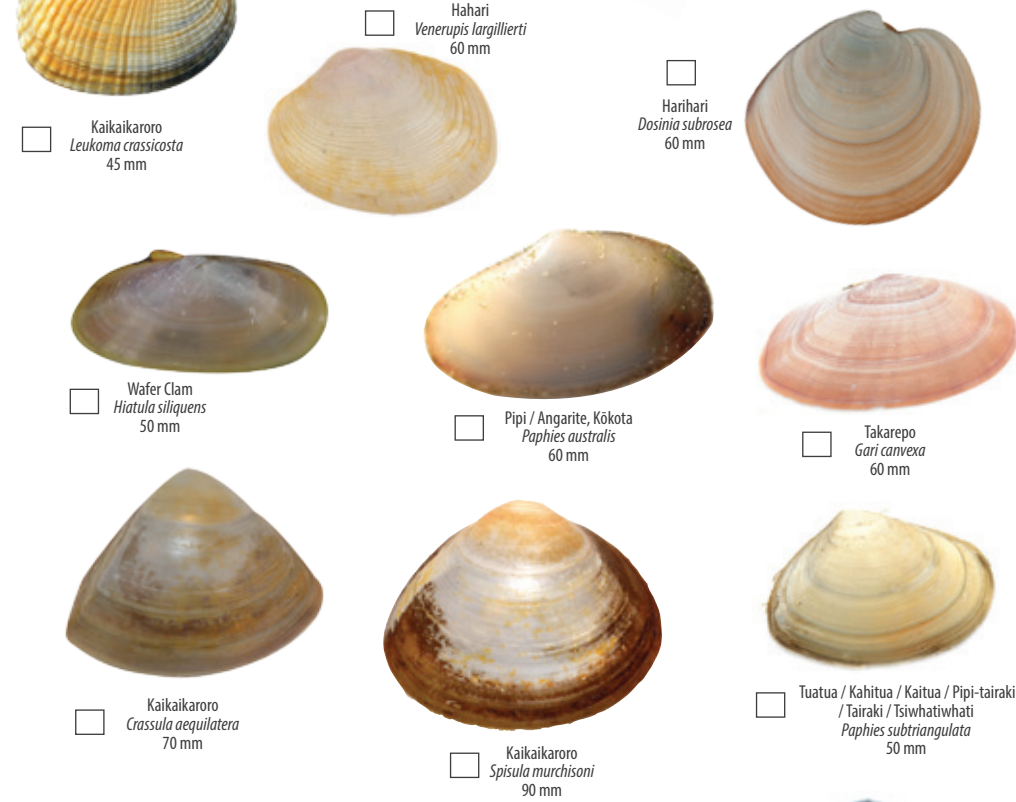 Hahari
Venerupis largillierti
60 mm
Harihari
Dosinia subrosea
60 mm
Kaikaikaroro
Leukoma crassicosta
45 mm
Wafer Clam
Hiatula siliquens
50 mm
Pipi / Angarite, Kōkota
Paphies australis
60 mm
Takarepo
Gari canvexa
60 mm
Kaikaikaroro
Crassula aequilatera
70 mm
Kaikaikaroro
Spisula murchisoni
90 mm
Tuatua / Kahitua / Kaitua / Pipi-tairaki
/ Tairaki / Tsiwhatiwhati
Paphies subtriangulata
50 mm